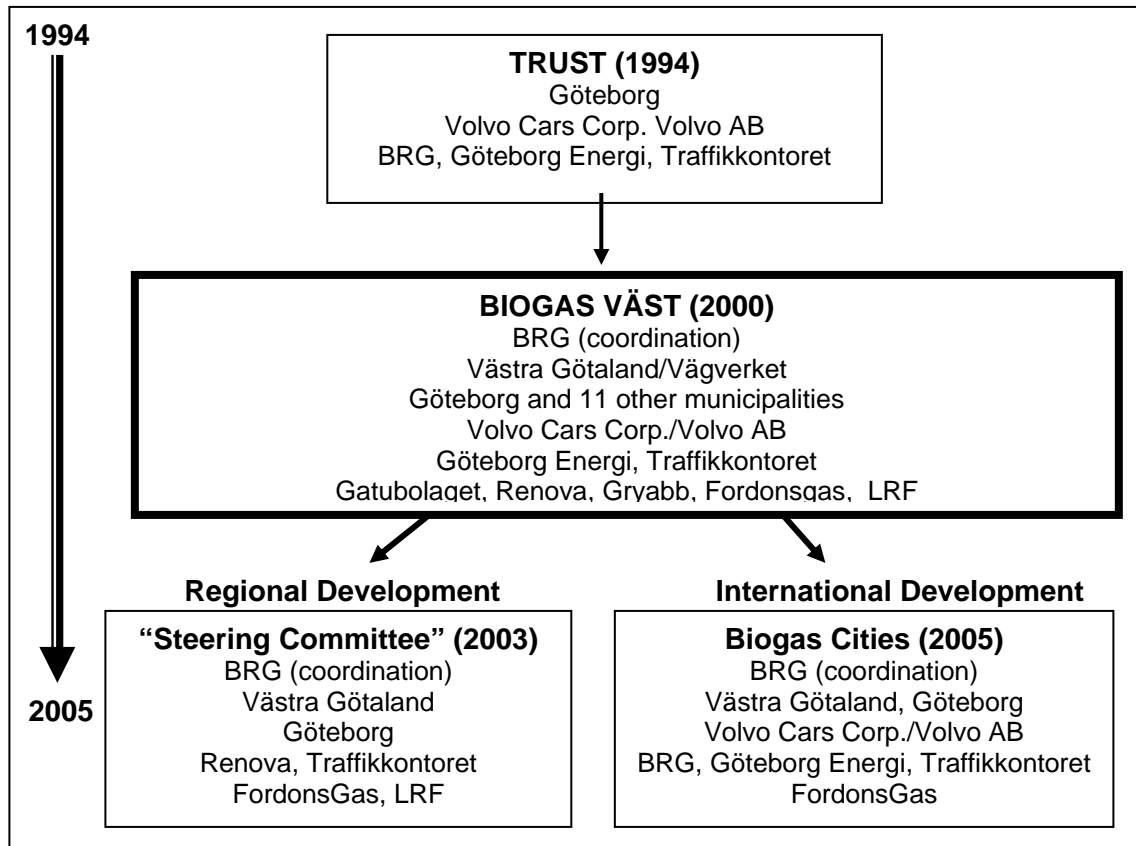 1994
TRUST (1994)
Göteborg
Volvo Cars Corp. Volvo AB
BRG, Göteborg Energi, Traffikkontoret
BIOGAS VÄST (2000)
BRG (coordination)
Västra Götaland/Vägverket
Göteborg and 11 other municipalities
Volvo Cars Corp./Volvo AB
Göteborg Energi, Traffikkontoret
Gatubolaget, Renova, Gryabb, Fordonsgas, LRF
Regional Development
“Steering Committee” (2003)
BRG (coordination)
Västra Götaland
Göteborg
Renova, Traffikkontoret
FordonsGas, LRF
International Development
Biogas Cities (2005)
BRG (coordination)
Västra Götaland, Göteborg
Volvo Cars Corp./Volvo AB
BRG, Göteborg Energi, Traffikkontoret
FordonsGas
2005